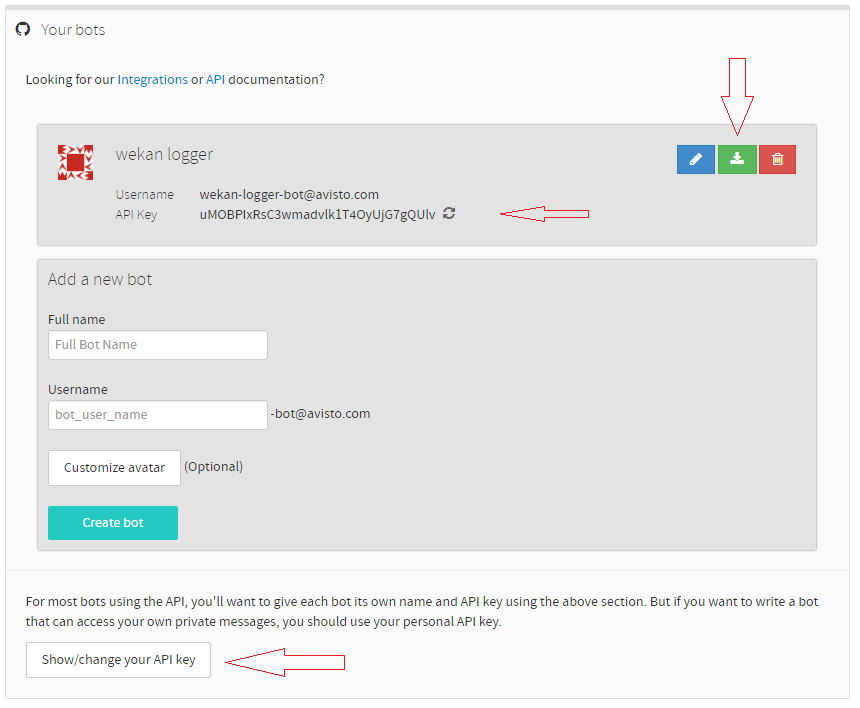 Your bots
Looking for our Integrations or API documentation?
wekan logger
Username wekan-logger-bot@avisto.com
API Key uMOBPIxRsC3wmadvlk1T4OyUjG7gQUlv
Add a new bot
Full name
Full Bot Name
Username
bot_user_name -bot@avisto.com
Customize avatar (Optional)
Create bot
For most bots using the API, you'll want to give each bot its own name and API key using the above section. But if you want to write a bot
that can access your own private messages, you should use your personal API key.
Show/change your API key